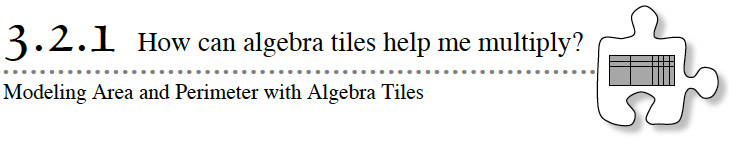 3.2.1 How can algebra tiles help me multiply?
Modeling Area and Perimeter with Algebra Tiles